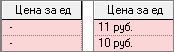 Цена за ед Цена за ед
- 11 руб.
- 10 руб.